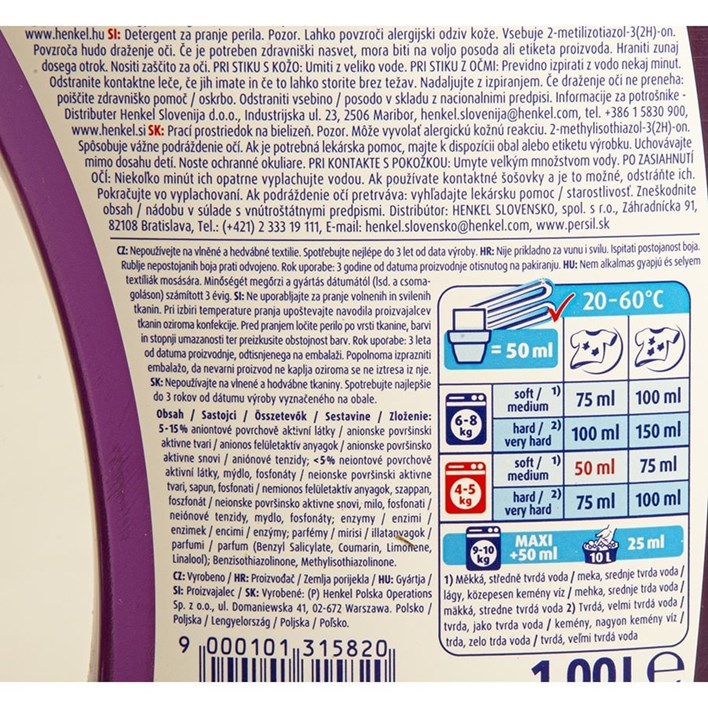 www.henkel.hu SI: Detergent za pranje perila. Pozor. Lahko povzroči alergijski odziv kože. Vsebuje 2-metilizotiazol-3(2H)-on.
Povzroča hudo draženje oči. Če je potreben zdravniški nasvet, mora biti na voljo posoda ali etiketa proizvoda. Hraniti zunaj
dosega otrok. Nositi zaščito za oči. PRI STIKU S KOŽO: Umiti z veliko vode. PRI STIKU Z OČMI: Previdno izpirati z vodo nekaj minut.
Odstranite kontaktne leče, če jih imate in če to lahko storite brez težav. Nadaljujte z izpiranjem. Če draženje oči ne preneha:
poiščite zdravniško pomoč / oskrbo. Odstraniti vsebino / posodo v skladu z nacionalnimi predpisi. Informacije za potrošnike -
Distributer Henkel Slovenija d.o.o., Industrijska ul. 23, 2506 Maribor, henkel.slovenija@henkel.com, tel. +386 1 5830 900,
www.henkel.si SK: Prací prostriedok na bielizeň. Pozor. Môže vyvolať alergickú kožnú reakciu. 2-methylisothiazol-3(2H)-on.
Spôsobuje vážne podráždenie očí. Ak je potrebná lekárska pomoc, majte k dispozícii obal alebo etiketu výrobku. Uchovávajte
mimo dosahu detí. Noste ochranné okuliare. PRI KONTAKTE S POKOŽKOU: Umyte veľkým množstvom vody. PO ZASIAHNUTÍ
OČÍ: Niekoľko minút ich opatrne vyplachujte vodou. Ak používate kontaktné šošovky a je to možné, odstráňte ich.
Pokračujte vo vyplachovaní. Ak podráždenie očí pretrváva: vyhľadajte lekársku pomoc / starostlivosť. Zneškodnite
obsah / nádobu v súlade s vnútroštátnymi predpismi. Distribútor: HENKEL SLOVENSKO, spol. s r.o., Záhradnícka 91,
82108 Bratislava, Tel.: (+421) 2 333 19 111, E-mail: henkel.slovensko@henkel.com, www.persil.sk
CZ: Nepoužívejte na vlněné a hedvábné textilie. Spotřebujte nejlépe do 3 let od data výroby. HR: Nije prikladno za vunu i svilu. Ispitati postojanost boja.
Rublje nepostojanih boja prati odvojeno. Rok uporabe: 3 godine od datuma proizvodnje otisnutog na pakiranju. HU: Nem alkalmas gyapjú és selyem
textíliák mosására. Minőségét megőrzi a gyártás dátumától (lsd. a csoma-
goláson) számított 3 évig. SI: Ne uporabljajte za pranje volnenih in svilenih
tkanin. Pri izbiri temperature pranja upoštevajte navodila proizvajalcev
tkanin oziroma konfekcije. Pred pranjem ločite perilo po vrsti tkanine, barvi
in stopnji umazanosti ter preizkusite obstojnost barv. Rok uporabe: 3 leta
od datuma proizvodnje, odtisnjenega na embalaži. Popolnoma izprazniti
embalažo, da nevarni proizvod ne kaplja oziroma se ne iztresa iz nje.
SK: Nepoužívajte na vlnené a hodvábne tkaniny. Spotrebujte najlepšie
do 3 rokov od dátumu výroby vyznačeného na obale.
Obsah / Sastojci / Összetevők / Sestavine / Zloženie:
5-15% aniontové povrchově aktivní látky / anionske površinski
aktivne tvari / anionos felületaktív anyagok / anionske površinsko
aktivne snovi / aniónové tenzidy; <5% neiontové povrchově
aktivní látky, mýdlo, fosfonáty / neionske površinski aktivne
tvari, sapun, fosfonati / nemionos felületaktív anyagok, szappan,
foszfonát / neionske površinsko aktivne snovi, milo, fosfonati /
neiónové tenzidy, mydlo, fosfonáty; enzymy / enzimi /
enzimek / encimi / enzýmy; parfémy / mirisi / illatanyagok /
parfumi / parfum (Benzyl Salicylate, Coumarin, Limonene,
Linalool); Benzisothiazolinone, Methylisothiazolinone.
CZ: Vyrobeno / HR: Proizvođač / Zemlja porijekla / HU: Gyártja /
SI: Proizvajalec / SK: Vyrobené: (P) Henkel Polska Operations
Sp. z o.o., ul. Domaniewska 41, 02-672 Warszawa. Polsko /
Poljska / Lengyelország / Poljska / Poľsko.
9 000101 315820
20-60°C
= 50 ml
6-8 kg
soft / 1) medium 75 ml 100 ml
hard / 2) very hard 100 ml 150 ml
4-5 kg
soft / 1) medium 50 ml 75 ml
hard / 2) very hard 75 ml 100 ml
9-10 kg MAXI +50 ml 10 L 25 ml
1) Měkká, středně tvrdá voda / meka, srednje tvrda voda /
lágy, közepesen kemény víz / mehka, srednje trda voda /
mäkká, stredne tvrdá voda 2) Tvrdá, velmi tvrdá voda /
tvrda, jako tvrda voda / kemény, nagyon kemény víz /
trda, zelo trda voda / tvrdá, veľmi tvrdá voda
1,00 L e